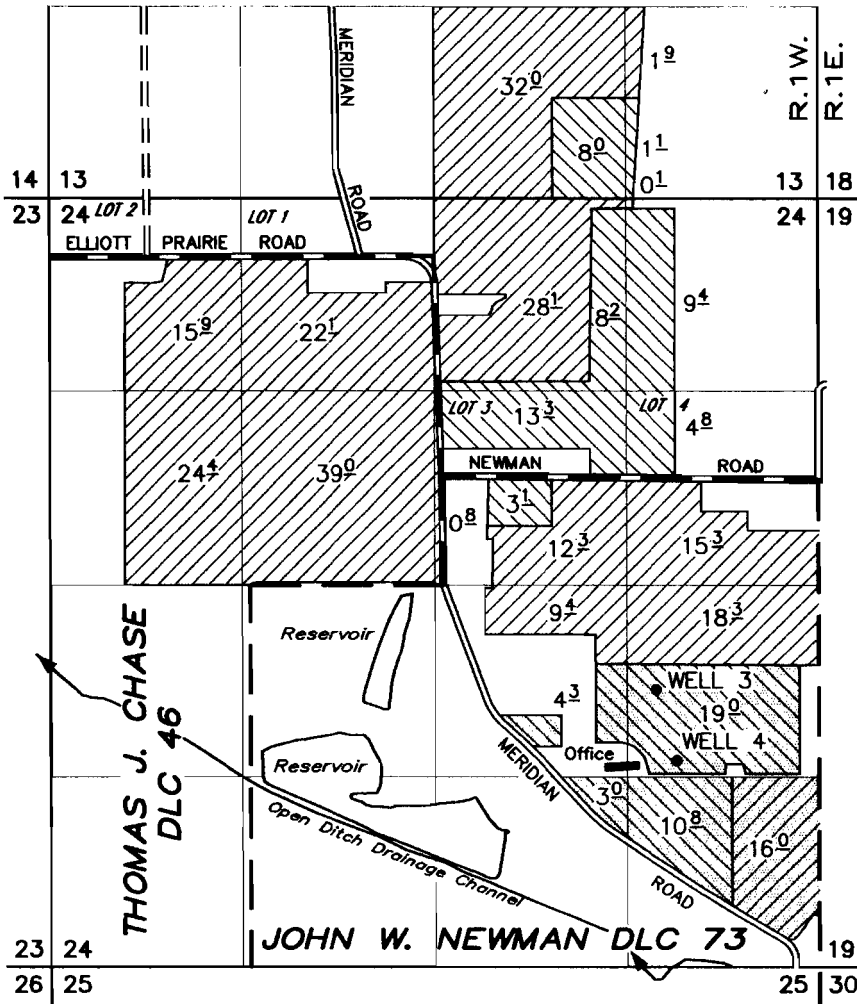 MERIDIAN
ROAD
R.1W.
R.1E.
32 0
1 9
8 0
1 1
0 1
14 13
13 18
23 24
LOT 2
LOT 1
24 19
ELLIOTT PRAIRIE ROAD
15 9
22 1
28 1
8 2
9 4
LOT 3
13 3
LOT 4
4 8
NEWMAN ROAD
24 4
39 0
3 1
0 8
12 3
15 3
9 4
18 3
THOMAS J. CHASE
DLC 46
Reservoir
WELL 3
19 0
4 3
WELL 4
Office
MERIDIAN
ROAD
Reservoir
3 0
10 8
16 0
Open Ditch Drainage Channel
JOHN W. NEWMAN DLC 73
23 24
19
26 25
25 30